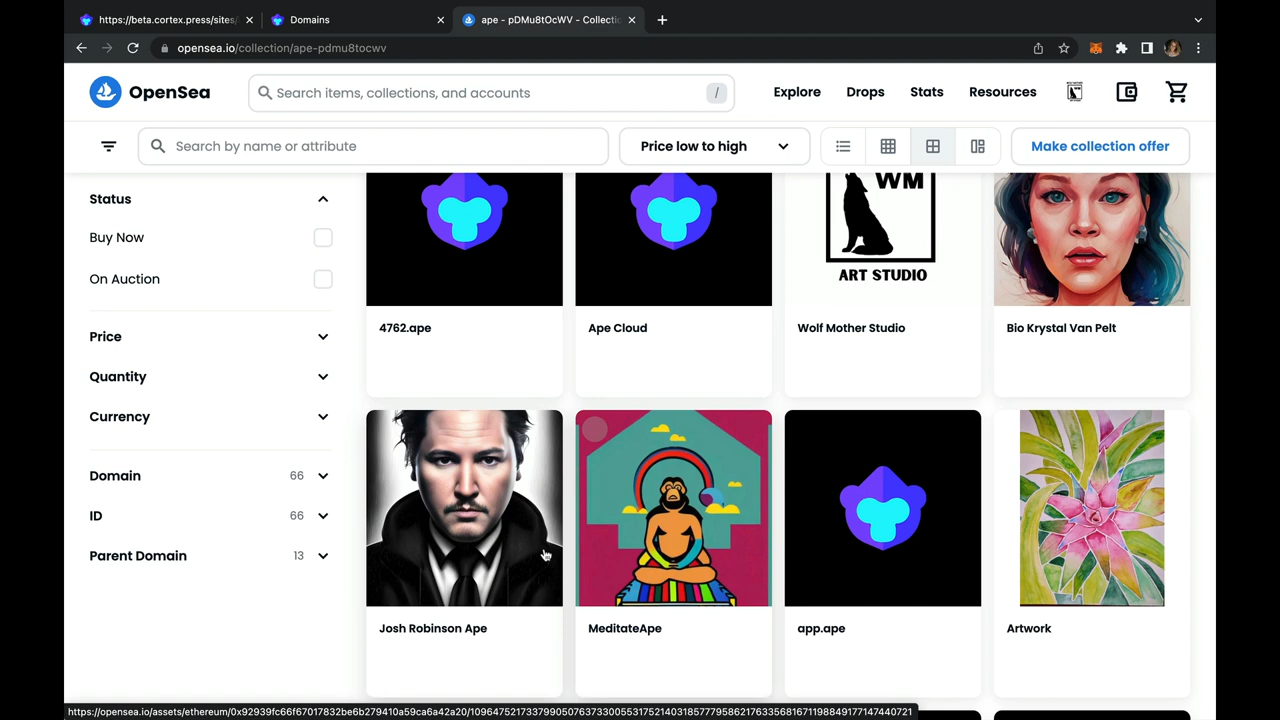 https://beta.cortex.press/sites/
Domains
ape - pDMu8tOcWV - Collectio
opensea.io/collection/ape-pdmu8tocwv
OpenSea
Search items, collections, and accounts
/
Explore
Drops
Stats
Resources
Search by name or attribute
Price low to high
Make collection offer
Status
Buy Now
On Auction
Price
Quantity
Currency
Domain 66
ID 66
Parent Domain 13
WM
ART STUDIO
4762.ape
Ape Cloud
Wolf Mother Studio
Bio Krystal Van Pelt
Josh Robinson Ape
MeditateApe
app.ape
Artwork
https://opensea.io/assets/ethereum/0x92939fc66f67017832be6b279410a59ca6a42a20/109647521733799050763733005531752140318577795862176335681671198849177147440721